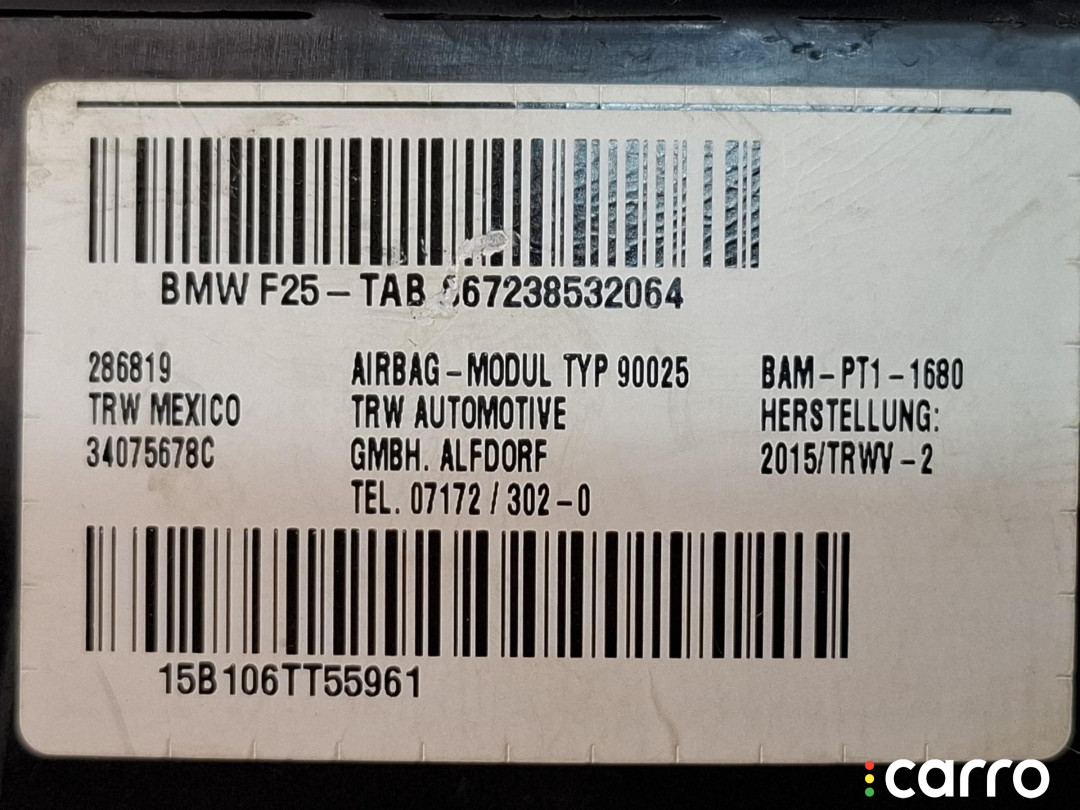 BMW F25 – TAB 67238532064
286819 AIRBAG – MODUL TYP 90025 BAM – PT1 – 1680
TRW MEXICO TRW AUTOMOTIVE HERSTELLUNG:
34075678C GMBH. ALFDORF 2015/TRWV – 2
TEL. 07172 / 302 – 0
15B106TT55961
carro